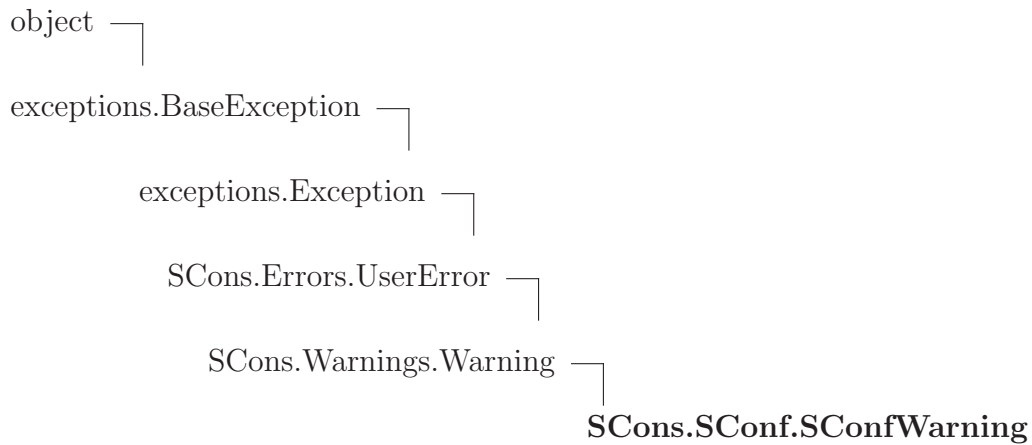 object
exceptions.BaseException
exceptions.Exception
SCons.Errors.UserError
SCons.Warnings.Warning
SCons.SConf.SConfWarning